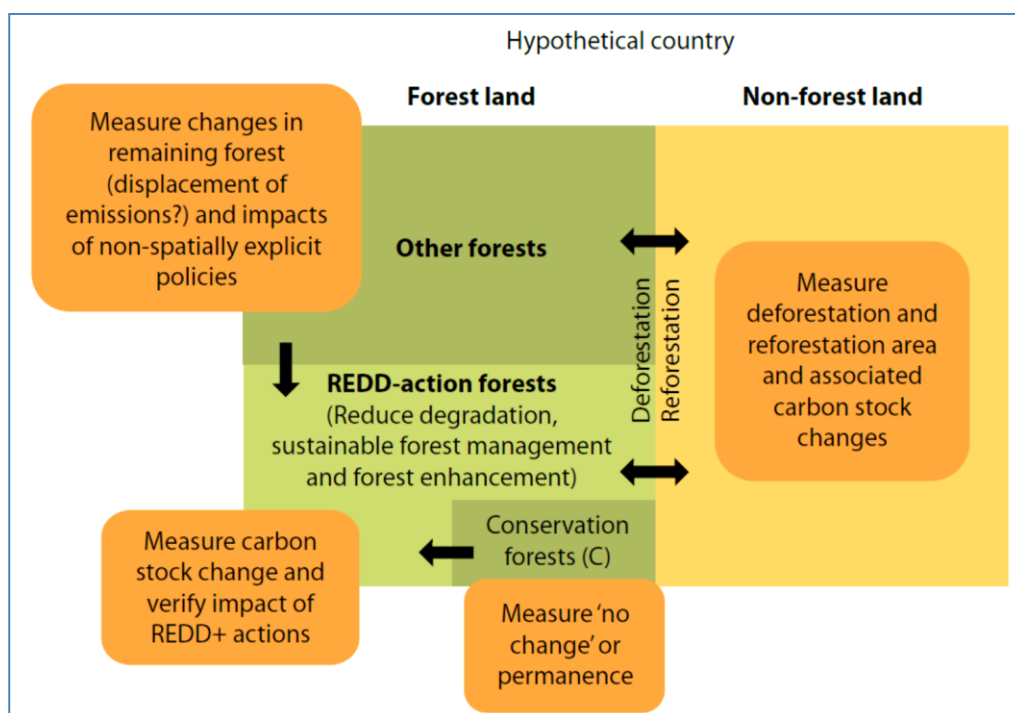 Hypothetical country
Forest land
Non-forest land
Measure changes in
remaining forest
(displacement of
emissions?) and impacts
of non-spatially explicit
policies
Other forests
Deforestation
Reforestation
Measure
deforestation and
reforestation area
and associated
carbon stock
changes
REDD-action forests
(Reduce degradation,
sustainable forest management
and forest enhancement)
Conservation
forests (C)
Measure carbon
stock change and
verify impact of
REDD+ actions
Measure ‘no
change’ or
permanence